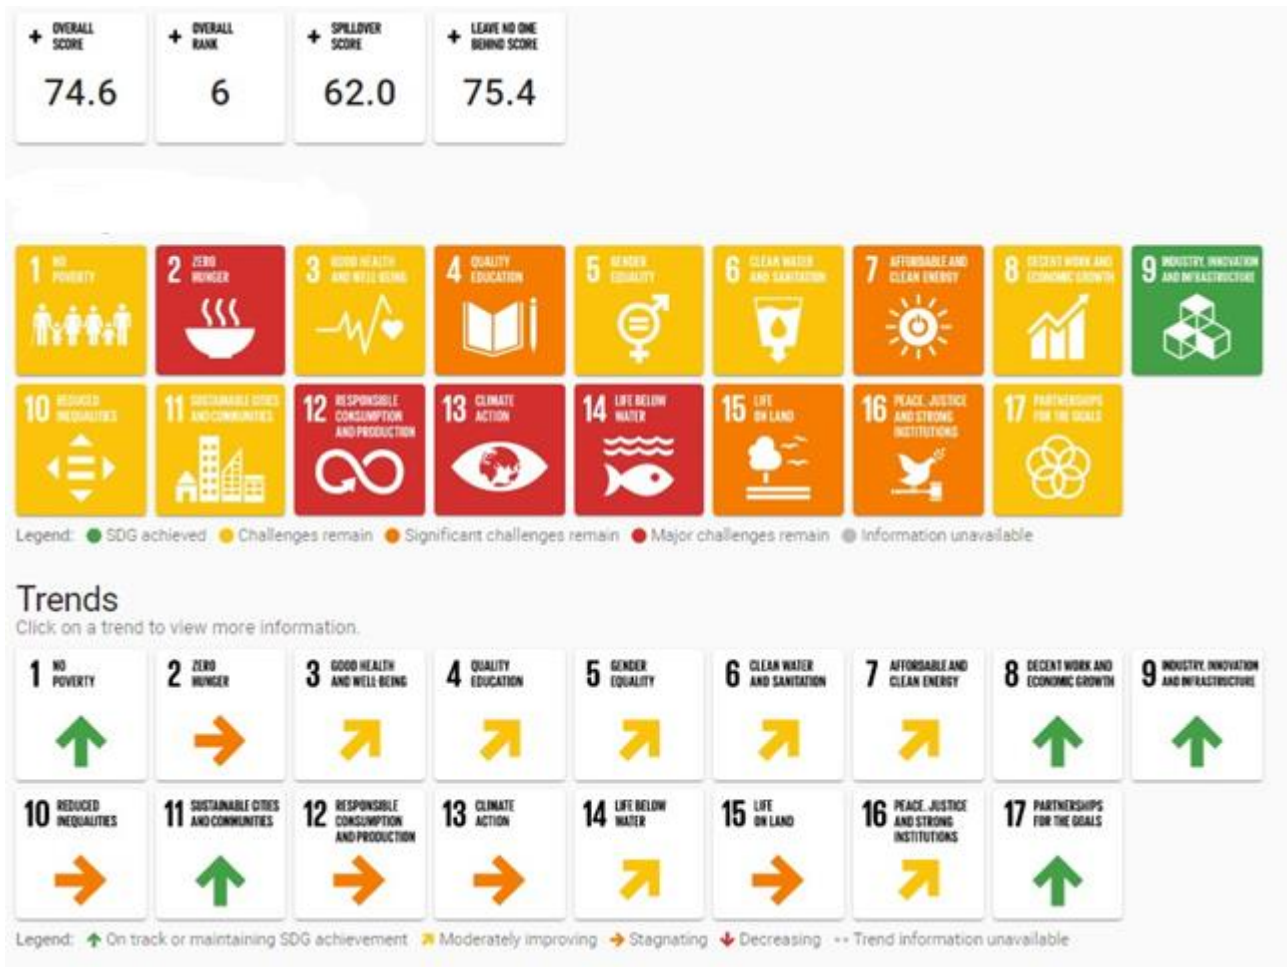 + OVERALL SCORE
74.6
+ OVERALL RANK
6
+ SPILLOVER SCORE
62.0
+ LEAVE NO ONE BEHIND SCORE
75.4
1 NO POVERTY
2 ZERO HUNGER
3 GOOD HEALTH AND WELL-BEING
4 QUALITY EDUCATION
5 GENDER EQUALITY
6 CLEAN WATER AND SANITATION
7 AFFORDABLE AND CLEAN ENERGY
8 DECENT WORK AND ECONOMIC GROWTH
9 INDUSTRY, INNOVATION AND INFRASTRUCTURE
10 REDUCED INEQUALITIES
11 SUSTAINABLE CITIES AND COMMUNITIES
12 RESPONSIBLE CONSUMPTION AND PRODUCTION
13 CLIMATE ACTION
14 LIFE BELOW WATER
15 LIFE ON LAND
16 PEACE, JUSTICE AND STRONG INSTITUTIONS
17 PARTNERSHIPS FOR THE GOALS
Legend: SDG achieved Challenges remain Significant challenges remain Major challenges remain Information unavailable
Trends
Click on a trend to view more information.
1 NO POVERTY
2 ZERO HUNGER
3 GOOD HEALTH AND WELL-BEING
4 QUALITY EDUCATION
5 GENDER EQUALITY
6 CLEAN WATER AND SANITATION
7 AFFORDABLE AND CLEAN ENERGY
8 DECENT WORK AND ECONOMIC GROWTH
9 INDUSTRY, INNOVATION AND INFRASTRUCTURE
10 REDUCED INEQUALITIES
11 SUSTAINABLE CITIES AND COMMUNITIES
12 RESPONSIBLE CONSUMPTION AND PRODUCTION
13 CLIMATE ACTION
14 LIFE BELOW WATER
15 LIFE ON LAND
16 PEACE, JUSTICE AND STRONG INSTITUTIONS
17 PARTNERSHIPS FOR THE GOALS
Legend: On track or maintaining SDG achievement Moderately improving Stagnating Decreasing -- Trend information unavailable